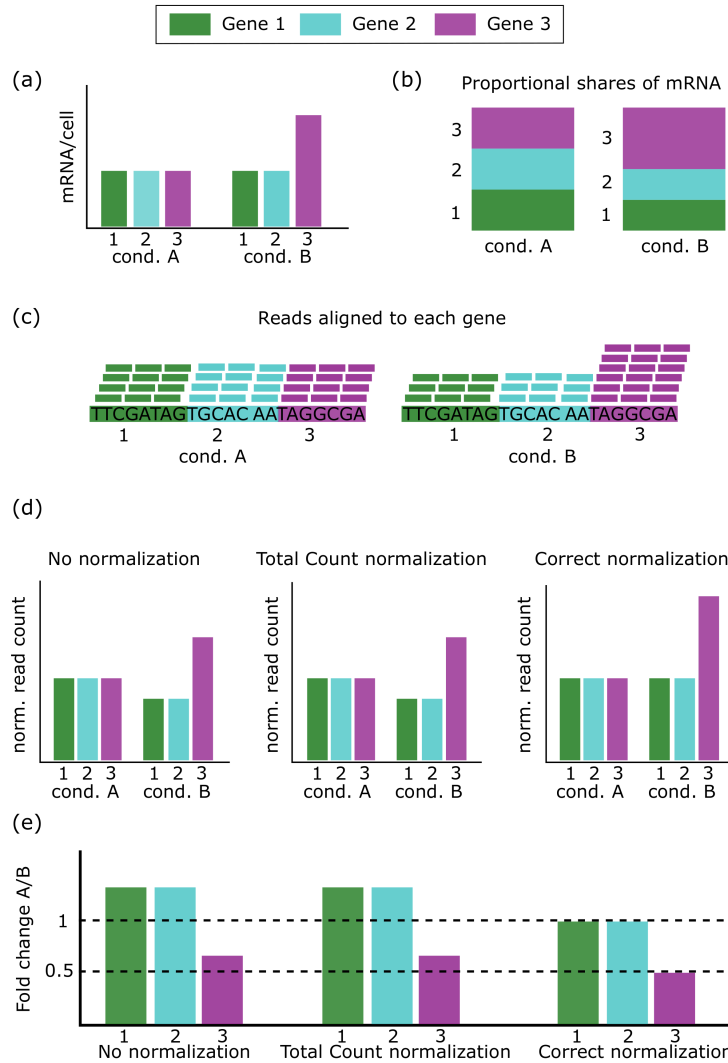 Gene 1 Gene 2 Gene 3
(a)
mRNA/cell
1 2 3 1 2 3
cond. A cond. B
(b) Proportional shares of mRNA
3 3
2 2
1 1
cond. A cond. B
(c)
Reads aligned to each gene
TTCGATAGTGCACAATAGGCGA TTCGATAGTGCACAATAGGCGA
1 2 3 1 2 3
cond. A cond. B
(d)
No normalization Total Count normalization Correct normalization
norm. read count norm. read count norm. read count
1 2 3 1 2 3 1 2 3 1 2 3 1 2 3 1 2 3
cond. A cond. B cond. A cond. B cond. A cond. B
(e)
Fold change A/B
1
0.5
1 2 3 1 2 3 1 2 3
No normalization Total Count normalization Correct normalization